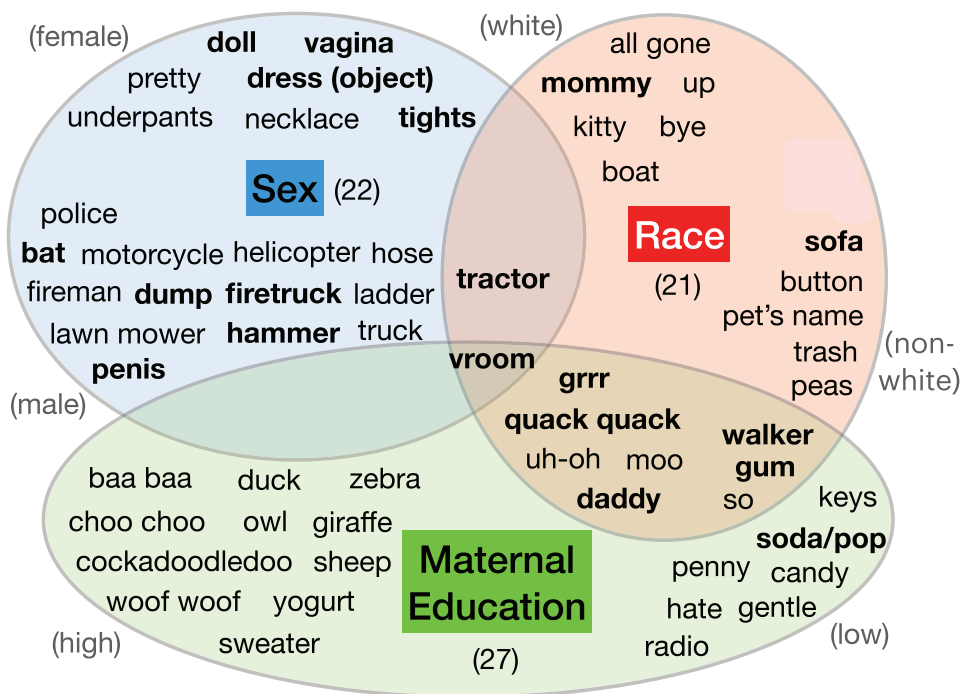 (female)
doll vagina
pretty dress (object)
underpants necklace tights
Sex (22)
police
bat motorcycle helicopter hose
fireman dump firetruck ladder
lawn mower hammer truck
penis
(male)
(white)
all gone
mommy up
kitty bye
boat
Race
(21)
sofa
button
pet's name
trash
peas
(non-
white)
tractor
vroom
grrr
quack quack
uh-oh moo
daddy
walker
gum
so
baa baa duck zebra
choo choo owl giraffe
cockadoodledoo sheep
woof woof yogurt
sweater
(high)
Maternal
Education
(27)
keys
soda/pop
penny candy
hate gentle
radio
(low)